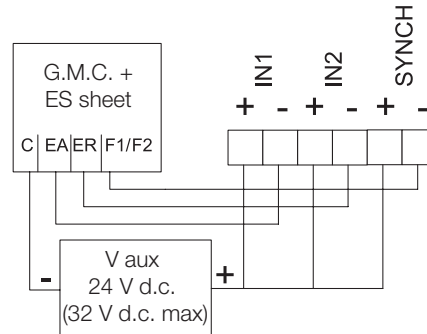 G.M.C. +
ES sheet
C EA ER F1/F2
IN1
IN2
SYNCH
+ - + - + -
V aux
24 V d.c.
(32 V d.c. max)
- +